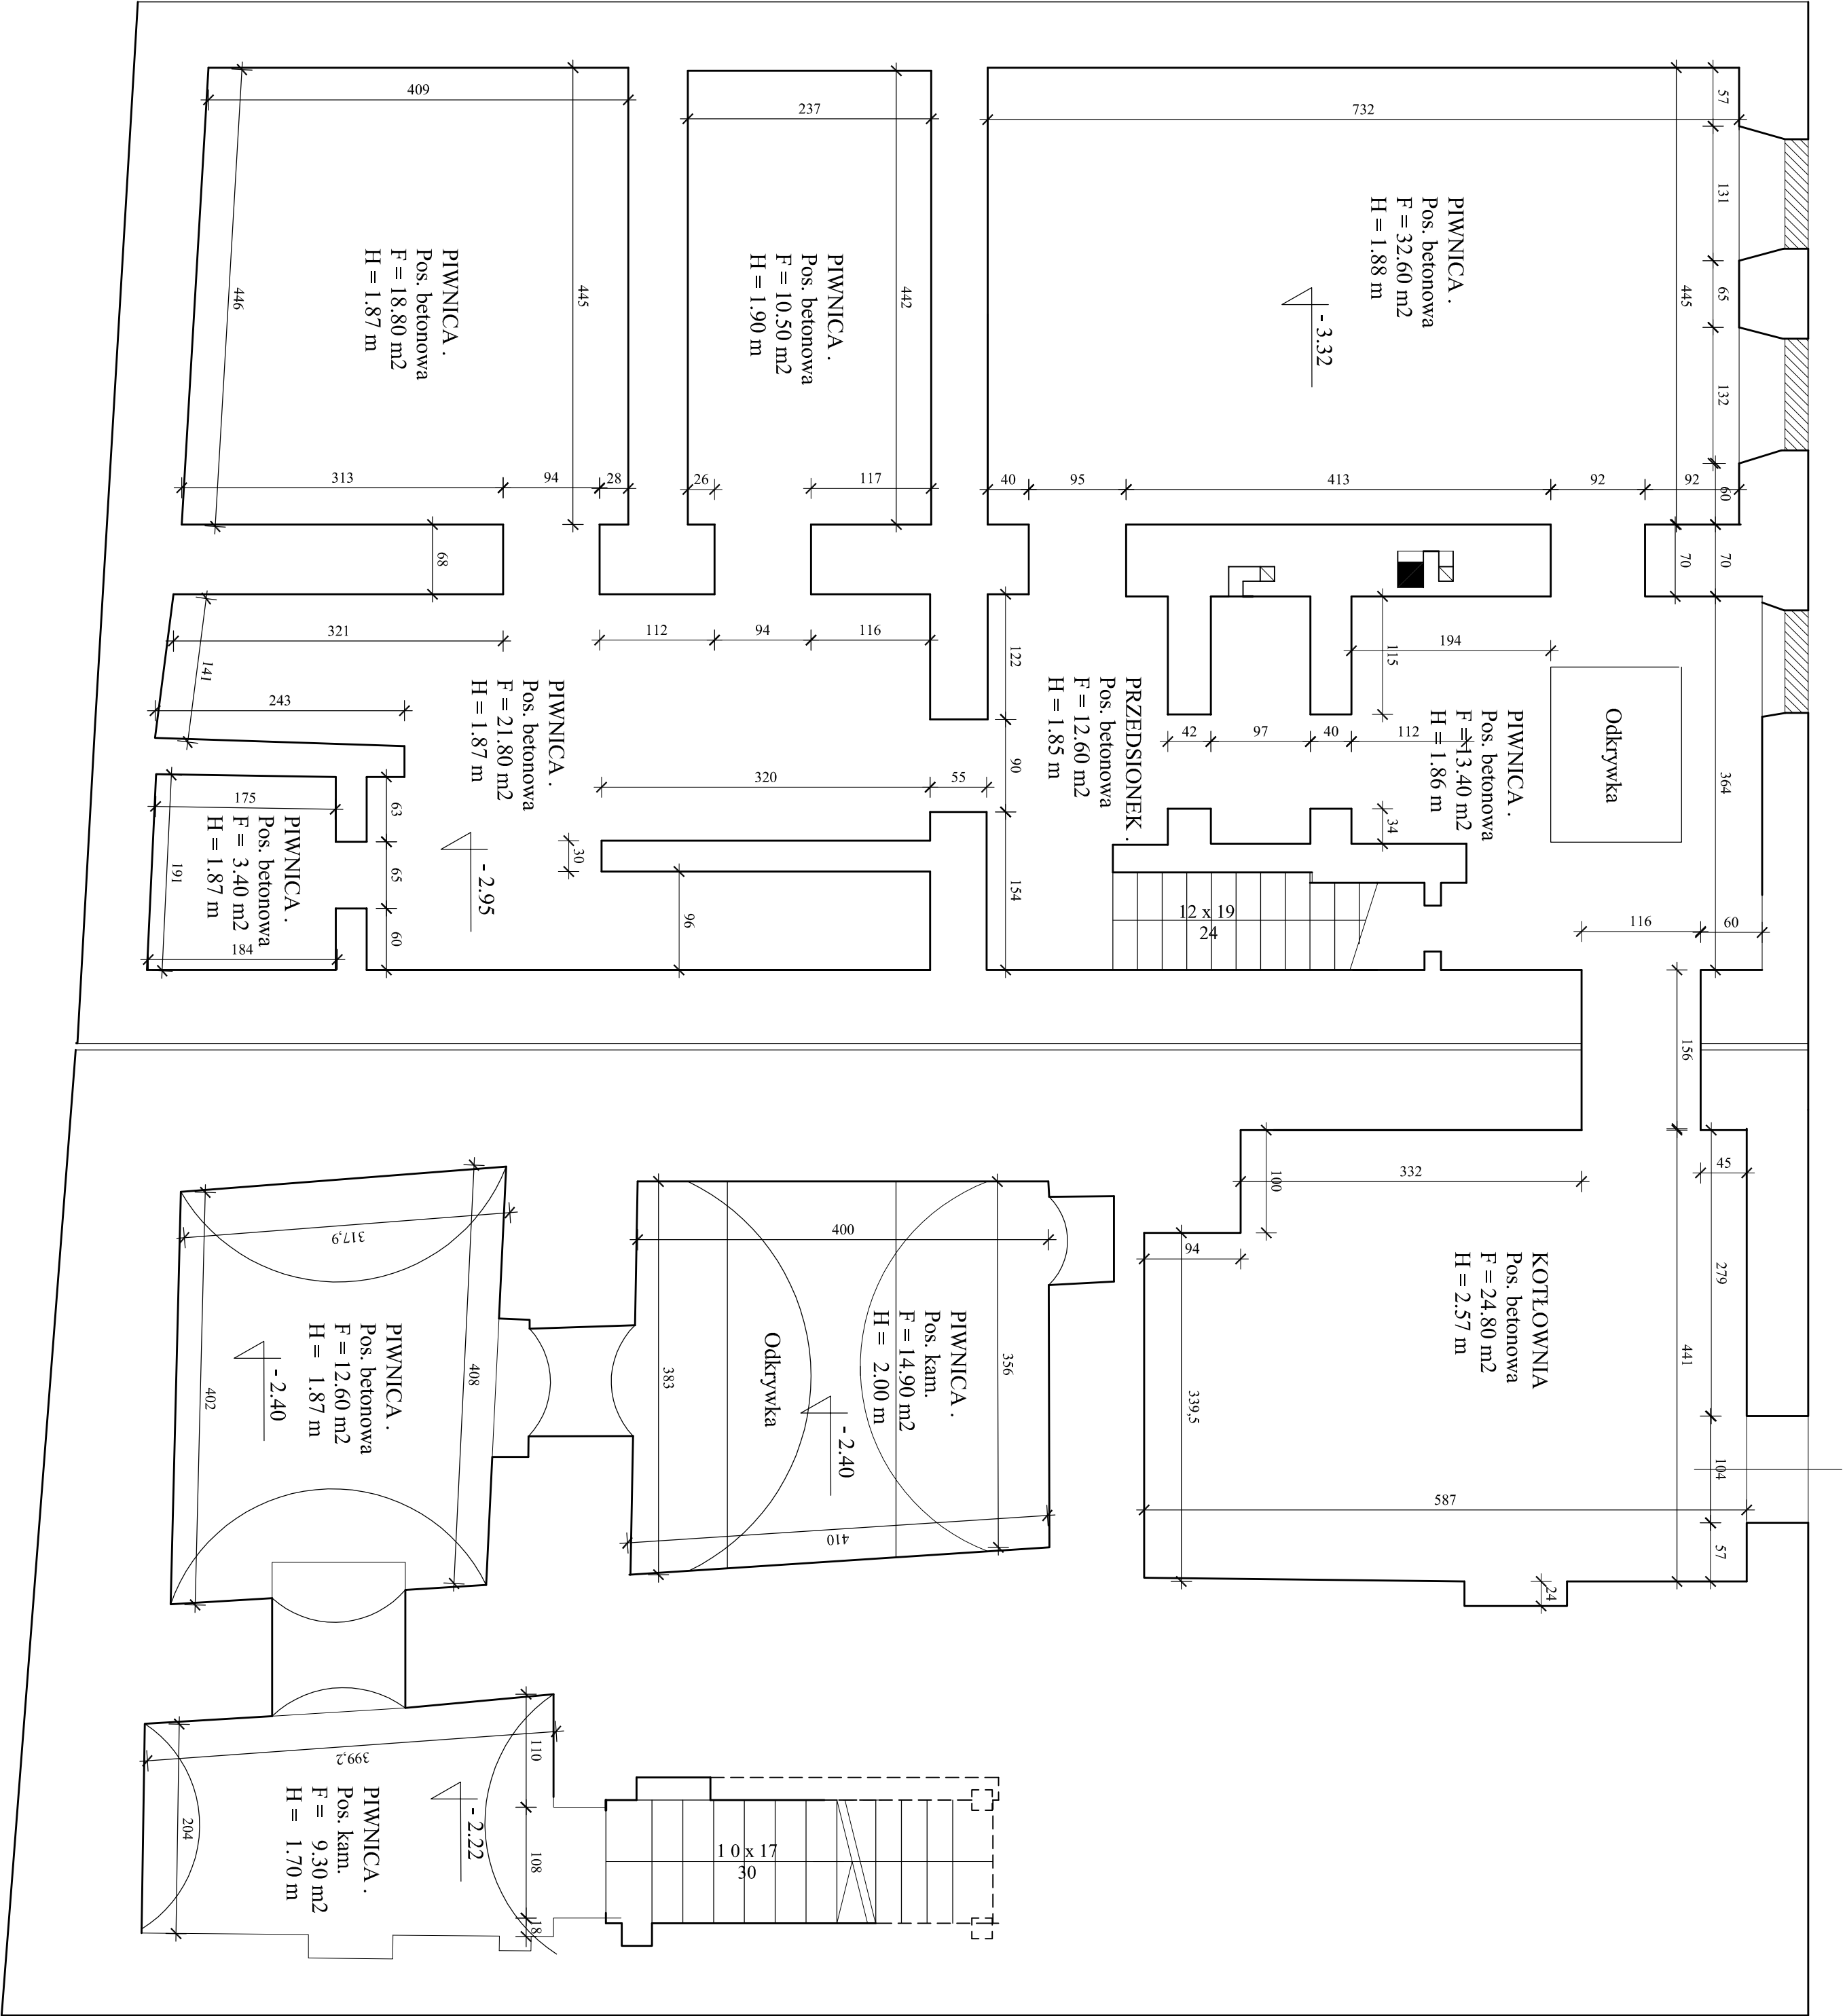 409
237
732
57
131
65
132
60
445
446
445
442
PIWNICA .
Pos. betonowa
F = 18.80 m2
H = 1.87 m
PIWNICA .
Pos. betonowa
F = 10.50 m2
H = 1.90 m
PIWNICA .
Pos. betonowa
F = 32.60 m2
H = 1.88 m
- 3.32
313
94
28
26
117
40
95
413
92
92
68
70
70
321
112
94
116
122
194
115
141
243
PIWNICA .
Pos. betonowa
F = 21.80 m2
H = 1.87 m
PRZEDSIONEK .
Pos. betonowa
F = 12.60 m2
H = 1.85 m
PIWNICA .
Pos. betonowa
F =13.40 m2
H = 1.86 m
Odkrywka
42
97
40
112
364
320
55
90
175
63
65
60
191
184
PIWNICA .
Pos. betonowa
F = 3.40 m2
H = 1.87 m
- 2.95
30
96
154
34
12 x 19
24
116
60
156
45
332
100
94
279
441
104
57
339,5
587
24
KOTŁOWNIA
Pos. betonowa
F = 24.80 m2
H = 2.57 m
317,9
408
402
PIWNICA .
Pos. betonowa
F = 12.60 m2
H = 1.87 m
- 2.40
400
383
356
410
PIWNICA .
Pos. kam.
F = 14.90 m2
H = 2.00 m
Odkrywka
- 2.40
399,2
110
108
18
204
PIWNICA .
Pos. kam.
F = 9.30 m2
H = 1.70 m
- 2.22
1 0 x 17
30